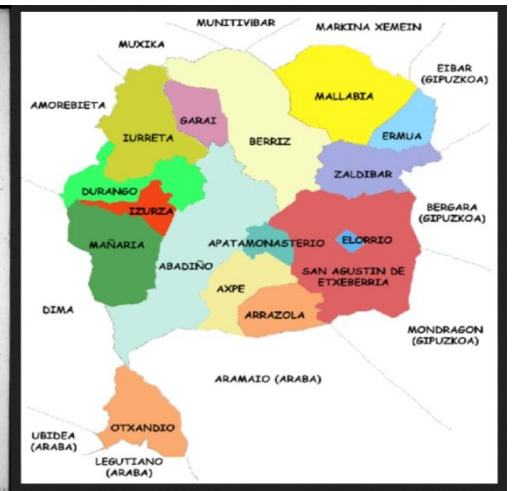 MUNITIVIBAR
MARKINA XEMEIN
MUXIKA
EIBAR
(GIPUZKOA)
MALLABIA
AMOREBIETA
GARAI
IURRETA
BERRIZ
ERMUA
ZALDIBAR
DURANGO
IZURZA
BERGARA
(GIPUZKOA)
MAÑARIA
APATAMONASTERIO
ELORRIO
ABADIÑO
SAN AGUSTIN DE
ETXEBERRIA
AXPE
DIMA
ARRAZOLA
MONDRAGON
(GIPUZKOA)
ARAMAIO (ARABA)
OTXANDIO
UBIDEA
(ARABA)
LEGUTIANO
(ARABA)